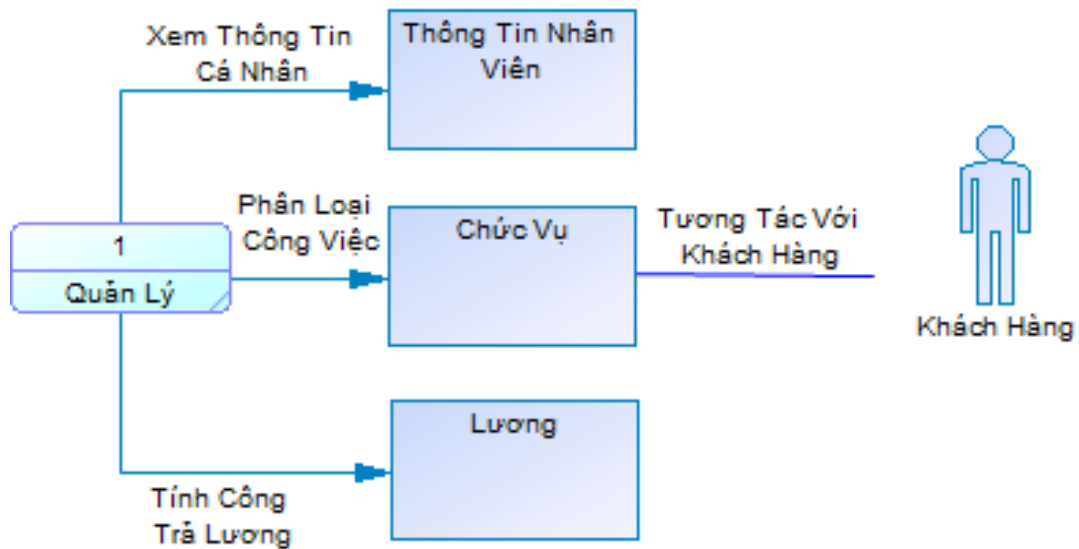 Xem Thông Tin
Cá Nhân
Thông Tin Nhân
Viên
Phân Loại
Công Việc
Chức Vụ
Tương Tác Với
Khách Hàng
1
Quản Lý
Khách Hàng
Lương
Tính Công
Trả Lương